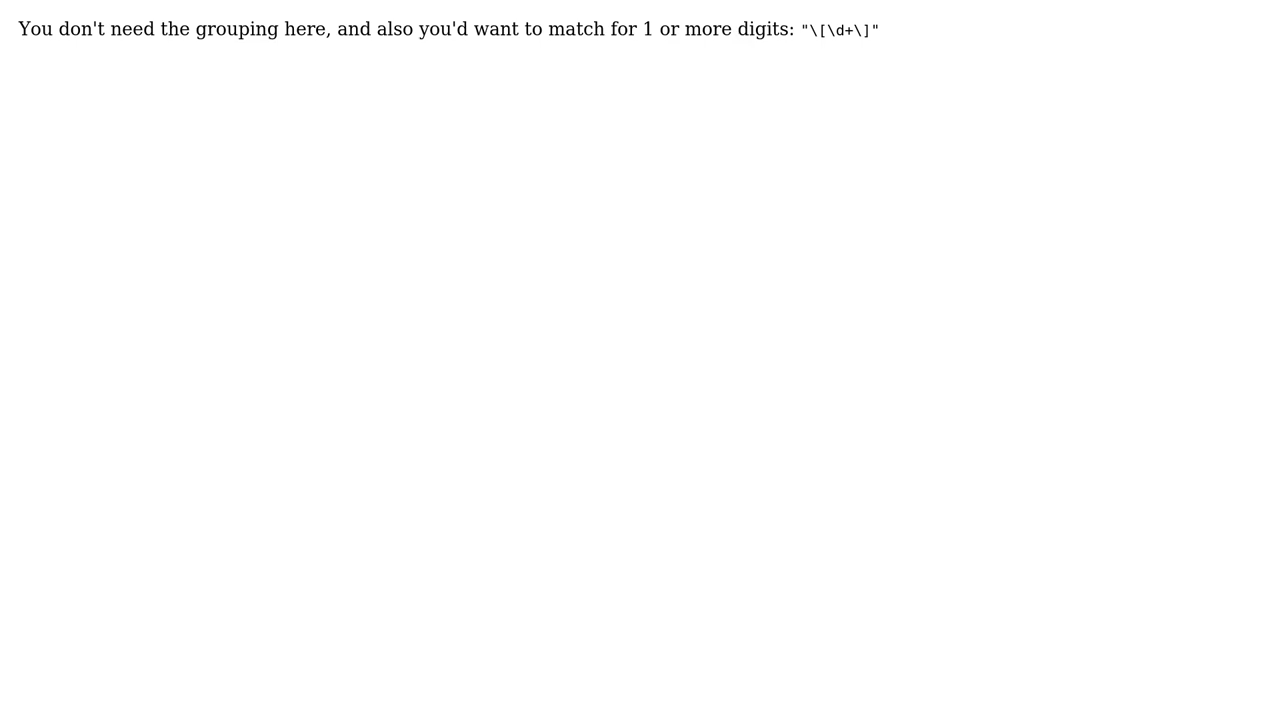 You don't need the grouping here, and also you'd want to match for 1 or more digits: "\[\d+\]"